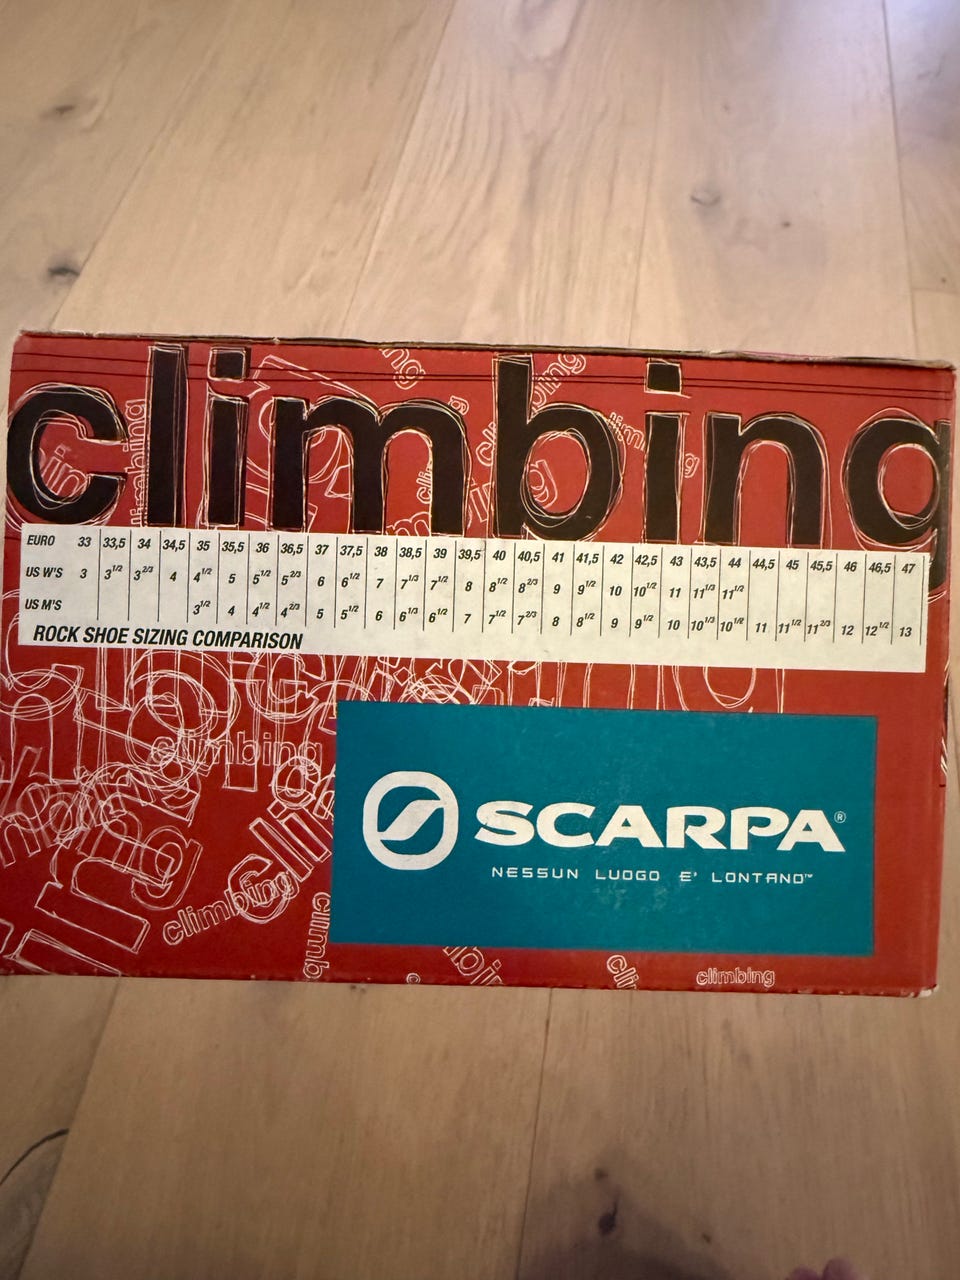 climbing
EURO 33 33,5 34 34,5 35 35,5 36 36,5 37 37,5 38 38,5 39 39,5 40 40,5 41 41,5 42 42,5 43 43,5 44 44,5 45 45,5 46 46,5 47
US W'S 3 3 1/2 3 2/3 4 4 1/2 5 5 1/2 5 2/3 6 6 1/2 7 7 1/3 7 1/2 8 8 1/2 8 2/3 9 9 1/2 10 10 1/2 11 11 1/3 11 1/2
US M'S 3 1/2 4 4 1/2 4 2/3 5 5 1/2 6 6 1/3 6 1/2 7 7 1/2 7 2/3 8 8 1/2 9 9 1/2 10 10 1/3 10 1/2 11 11 1/2 11 2/3 12 12 1/2 13
ROCK SHOE SIZING COMPARISON
climbing
SCARPA®
NESSUN LUOGO E' LONTANO™
climbing
climbing